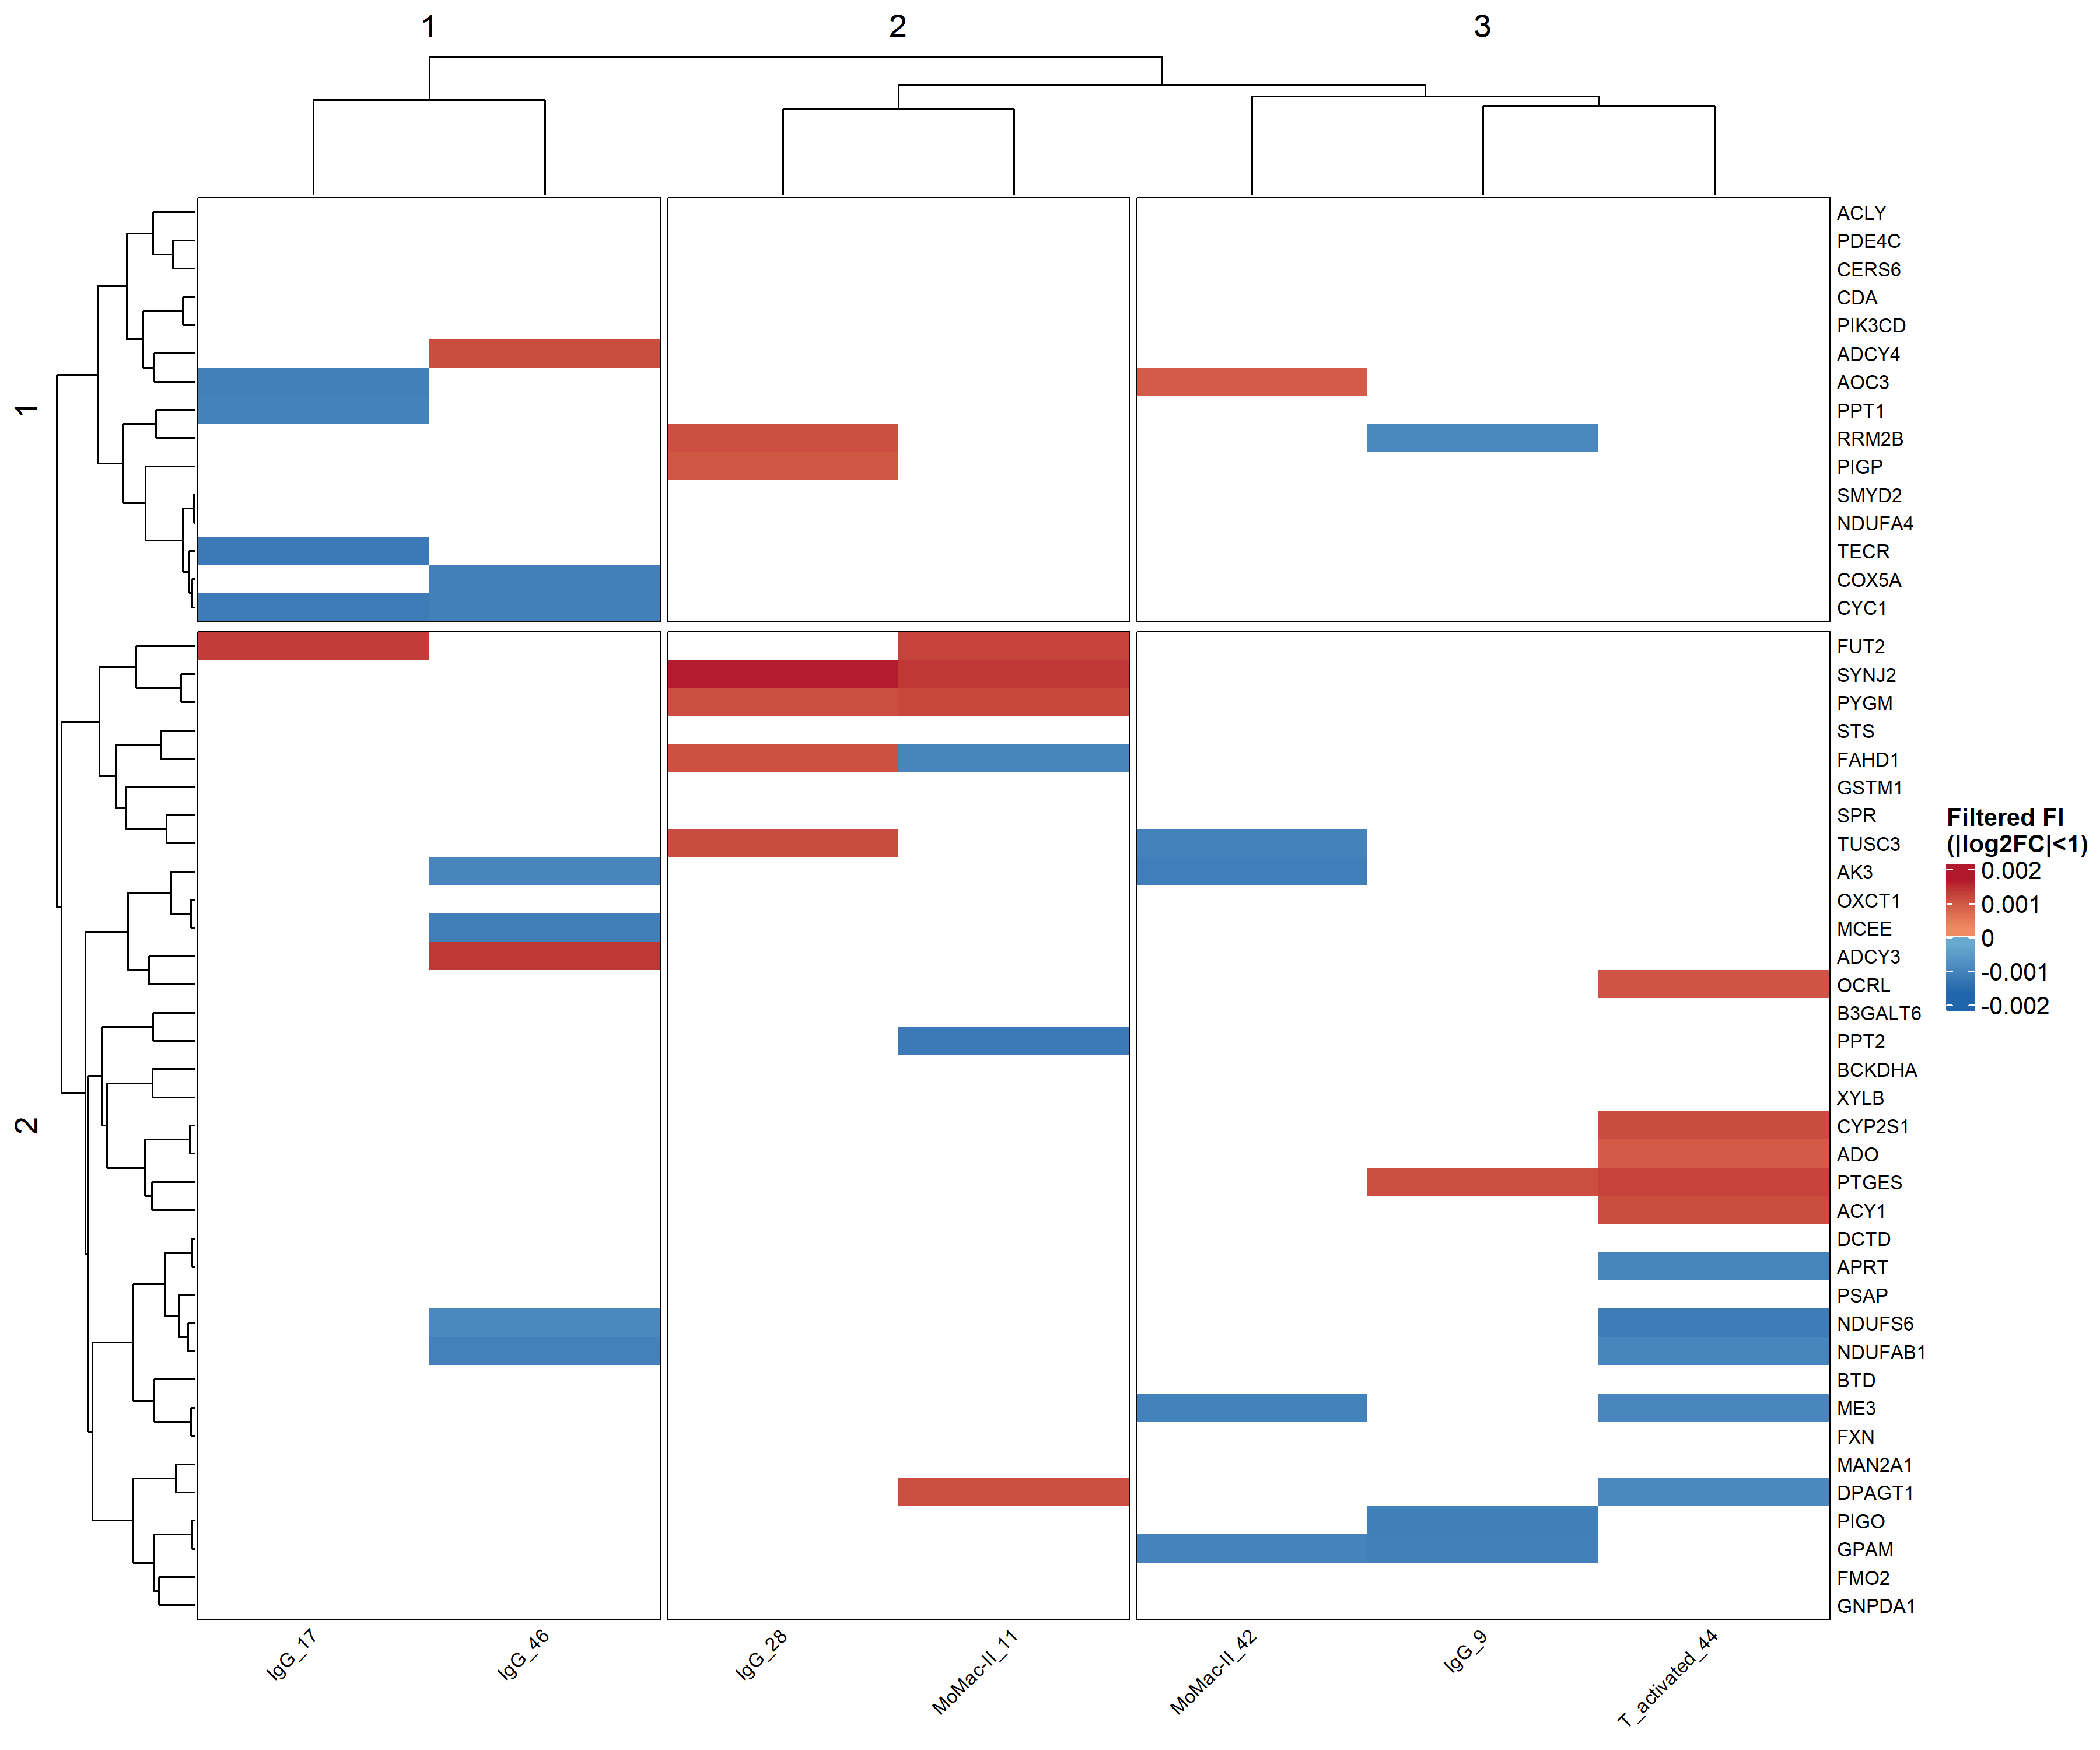 1
2
3
1
2
ACLY
PDE4C
CERS6
CDA
PIK3CD
ADCY4
AOC3
PPT1
RRM2B
PIGP
SMYD2
NDUFA4
TECR
COX5A
CYC1
FUT2
SYNJ2
PYGM
STS
FAHD1
GSTM1
SPR
TUSC3
AK3
OXCT1
MCEE
ADCY3
OCRL
B3GALT6
PPT2
BCKDHA
XYLB
CYP2S1
ADO
PTGES
ACY1
DCTD
APRT
PSAP
NDUFS6
NDUFAB1
BTD
ME3
FXN
MAN2A1
DPAGT1
PIGO
GPAM
FMO2
GNPDA1
IgG_17
IgG_46
IgG_28
MoMac-II_11
MoMac-II_42
IgG_9
T_activated_44
Filtered FI
(|log2FC|<1)
0.002
0.001
0
-0.001
-0.002